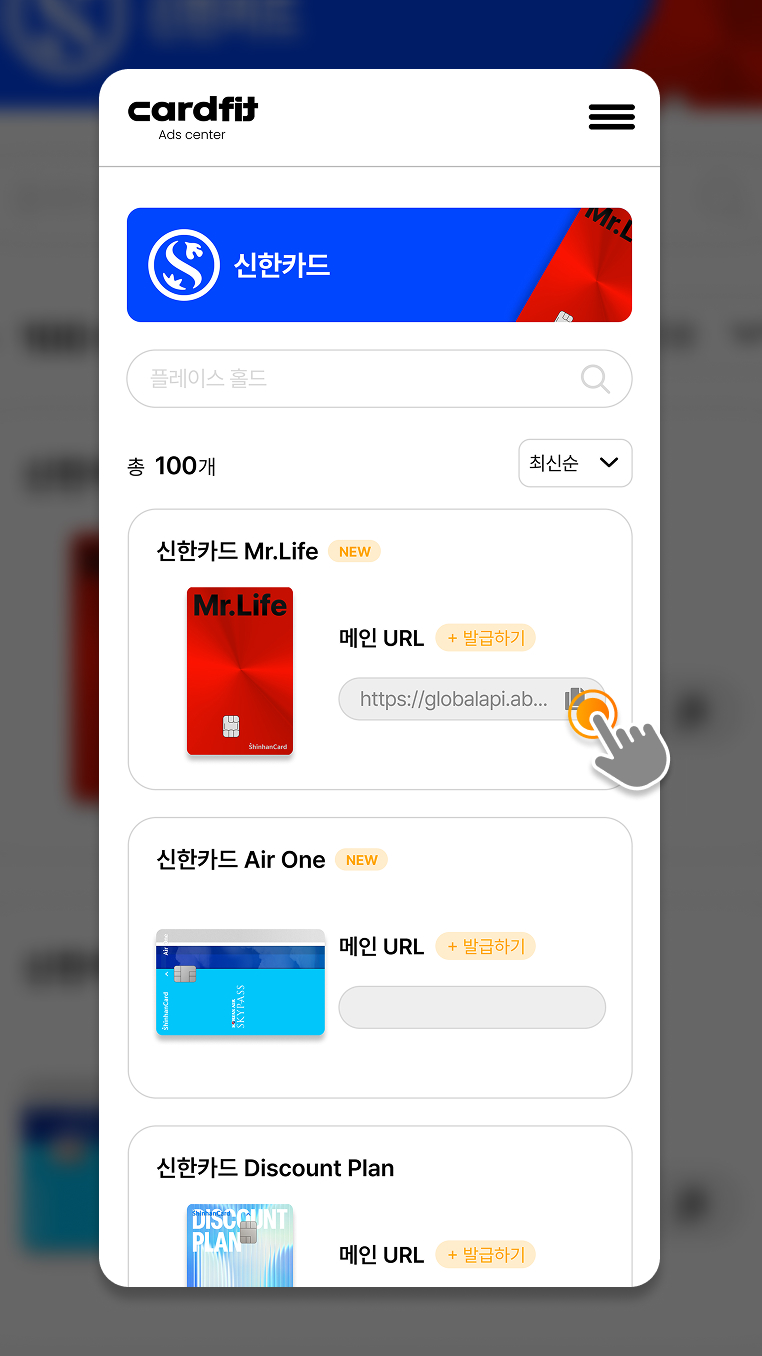 cardfit
Ads center
신한카드
Mr.L
플레이스 홀드
총 100개
최신순
신한카드 Mr.Life NEW
Mr.Life
ShinhanCard
메인 URL + 발급하기
https://globalapi.ab...
신한카드 Air One NEW
ShinhanCard
SKYPASS
메인 URL + 발급하기
신한카드 Discount Plan
ShinhanCard
DISCOUNT
PLAN
메인 URL + 발급하기